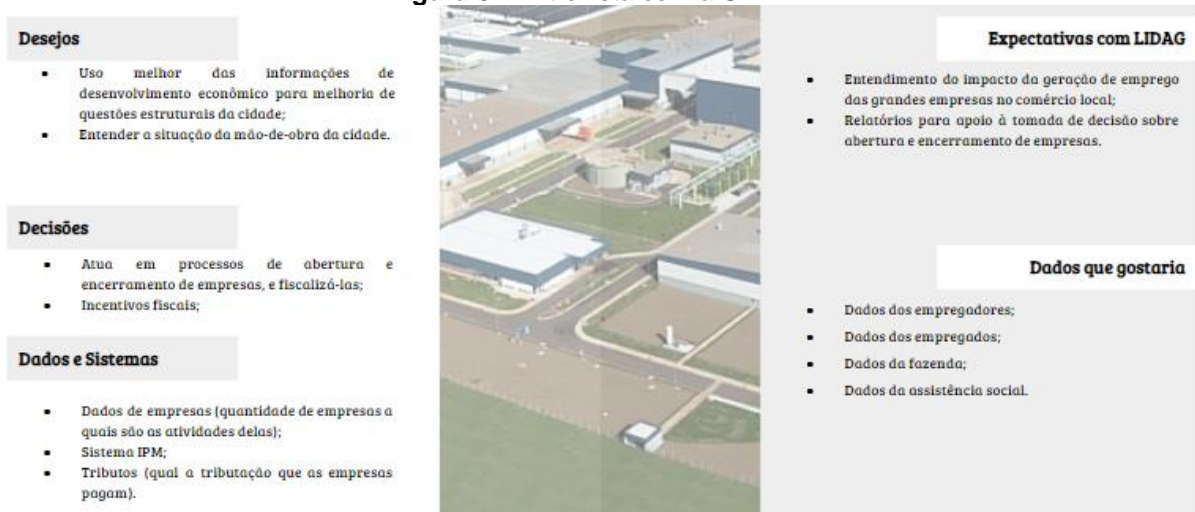 Desejos
▪ Uso melhor das informações de
desenvolvimento econômico para melhoria de
questões estruturais da cidade;
▪ Entender a situação da mão-de-obra da cidade.
Decisões
▪ Atua em processos de abertura e
encerramento de empresas, e fiscalizá-las;
▪ Incentivos fiscais;
Dados e Sistemas
▪ Dados de empresas (quantidade de empresas a
quais são as atividades delas);
▪ Sistema IPM;
▪ Tributos (qual a tributação que as empresas
pagam).
Expectativas com LIDAG
▪ Entendimento do impacto da geração de emprego
das grandes empresas no comércio local;
▪ Relatórios para apoio à tomada de decisão sobre
abertura e encerramento de empresas.
Dados que gostaria
▪ Dados dos empregadores;
▪ Dados dos empregados;
▪ Dados da fazenda;
▪ Dados da assistência social.